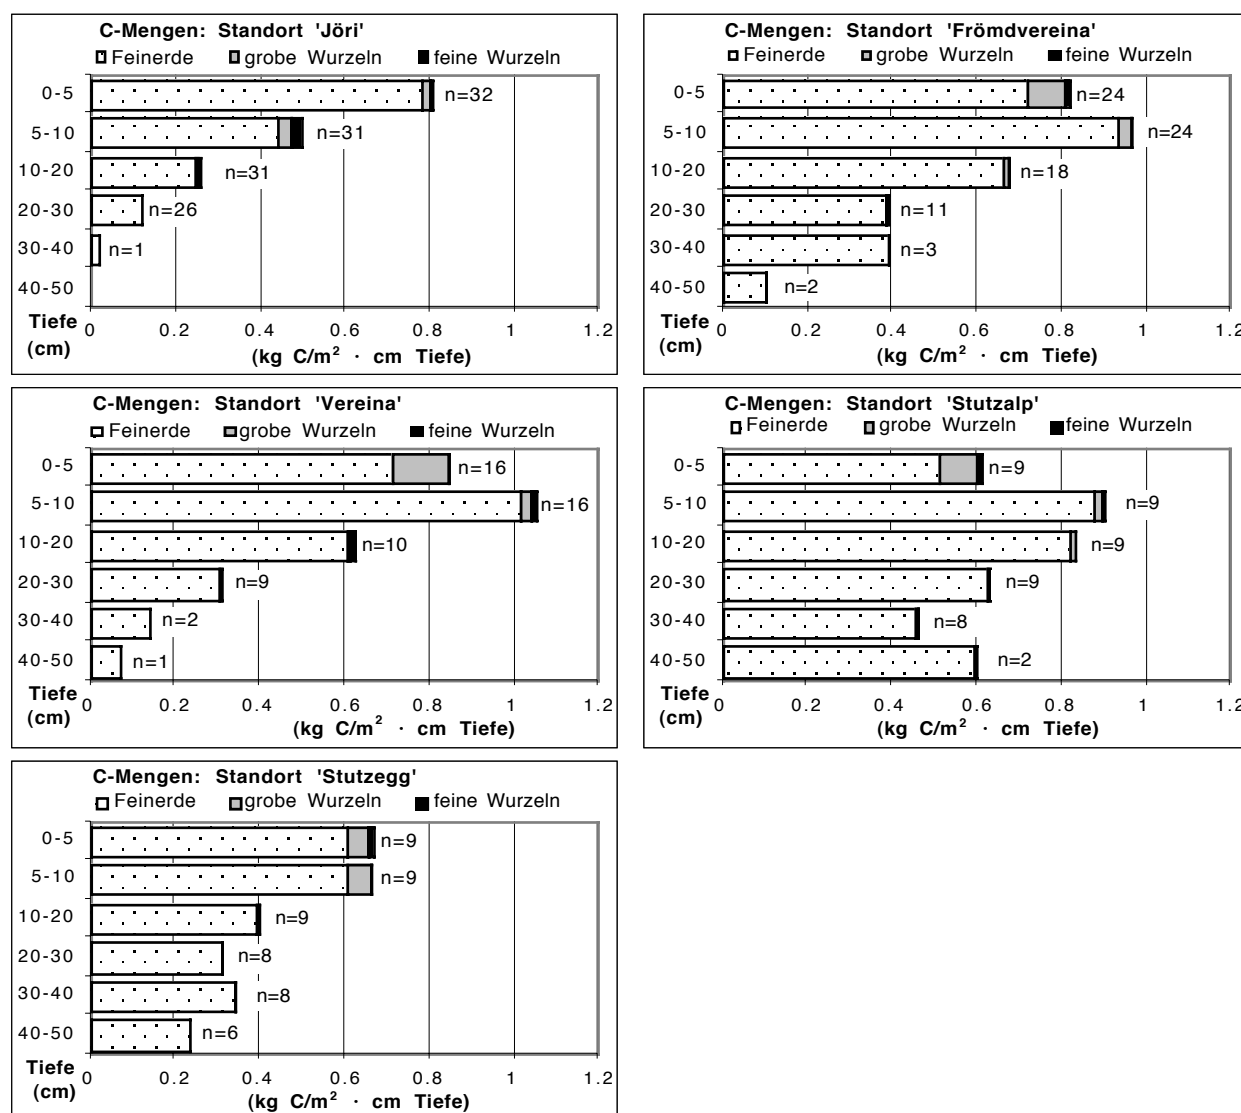 C-Mengen: Standort 'Jöri'
Feinerde grobe Wurzeln feine Wurzeln
0-5 n=32
5-10 n=31
10-20 n=31
20-30 n=26
30-40 n=1
40-50
Tiefe (cm) 0 0.2 0.4 0.6 0.8 1 1.2
(kg C/m² · cm Tiefe)
C-Mengen: Standort 'Frömdvereina'
Feinerde grobe Wurzeln feine Wurzeln
0-5 n=24
5-10 n=24
10-20 n=18
20-30 n=11
30-40 n=3
40-50 n=2
Tiefe (cm) 0 0.2 0.4 0.6 0.8 1 1.2
(kg C/m² · cm Tiefe)
C-Mengen: Standort 'Vereina'
Feinerde grobe Wurzeln feine Wurzeln
0-5 n=16
5-10 n=16
10-20 n=10
20-30 n=9
30-40 n=2
40-50 n=1
Tiefe (cm) 0 0.2 0.4 0.6 0.8 1 1.2
(kg C/m² · cm Tiefe)
C-Mengen: Standort 'Stutzalp'
Feinerde grobe Wurzeln feine Wurzeln
0-5 n=9
5-10 n=9
10-20 n=9
20-30 n=9
30-40 n=8
40-50 n=2
Tiefe (cm) 0 0.2 0.4 0.6 0.8 1 1.2
(kg C/m² · cm Tiefe)
C-Mengen: Standort 'Stutzegg'
Feinerde grobe Wurzeln feine Wurzeln
0-5 n=9
5-10 n=9
10-20 n=9
20-30 n=8
30-40 n=8
40-50 n=6
Tiefe (cm) 0 0.2 0.4 0.6 0.8 1 1.2
(kg C/m² · cm Tiefe)